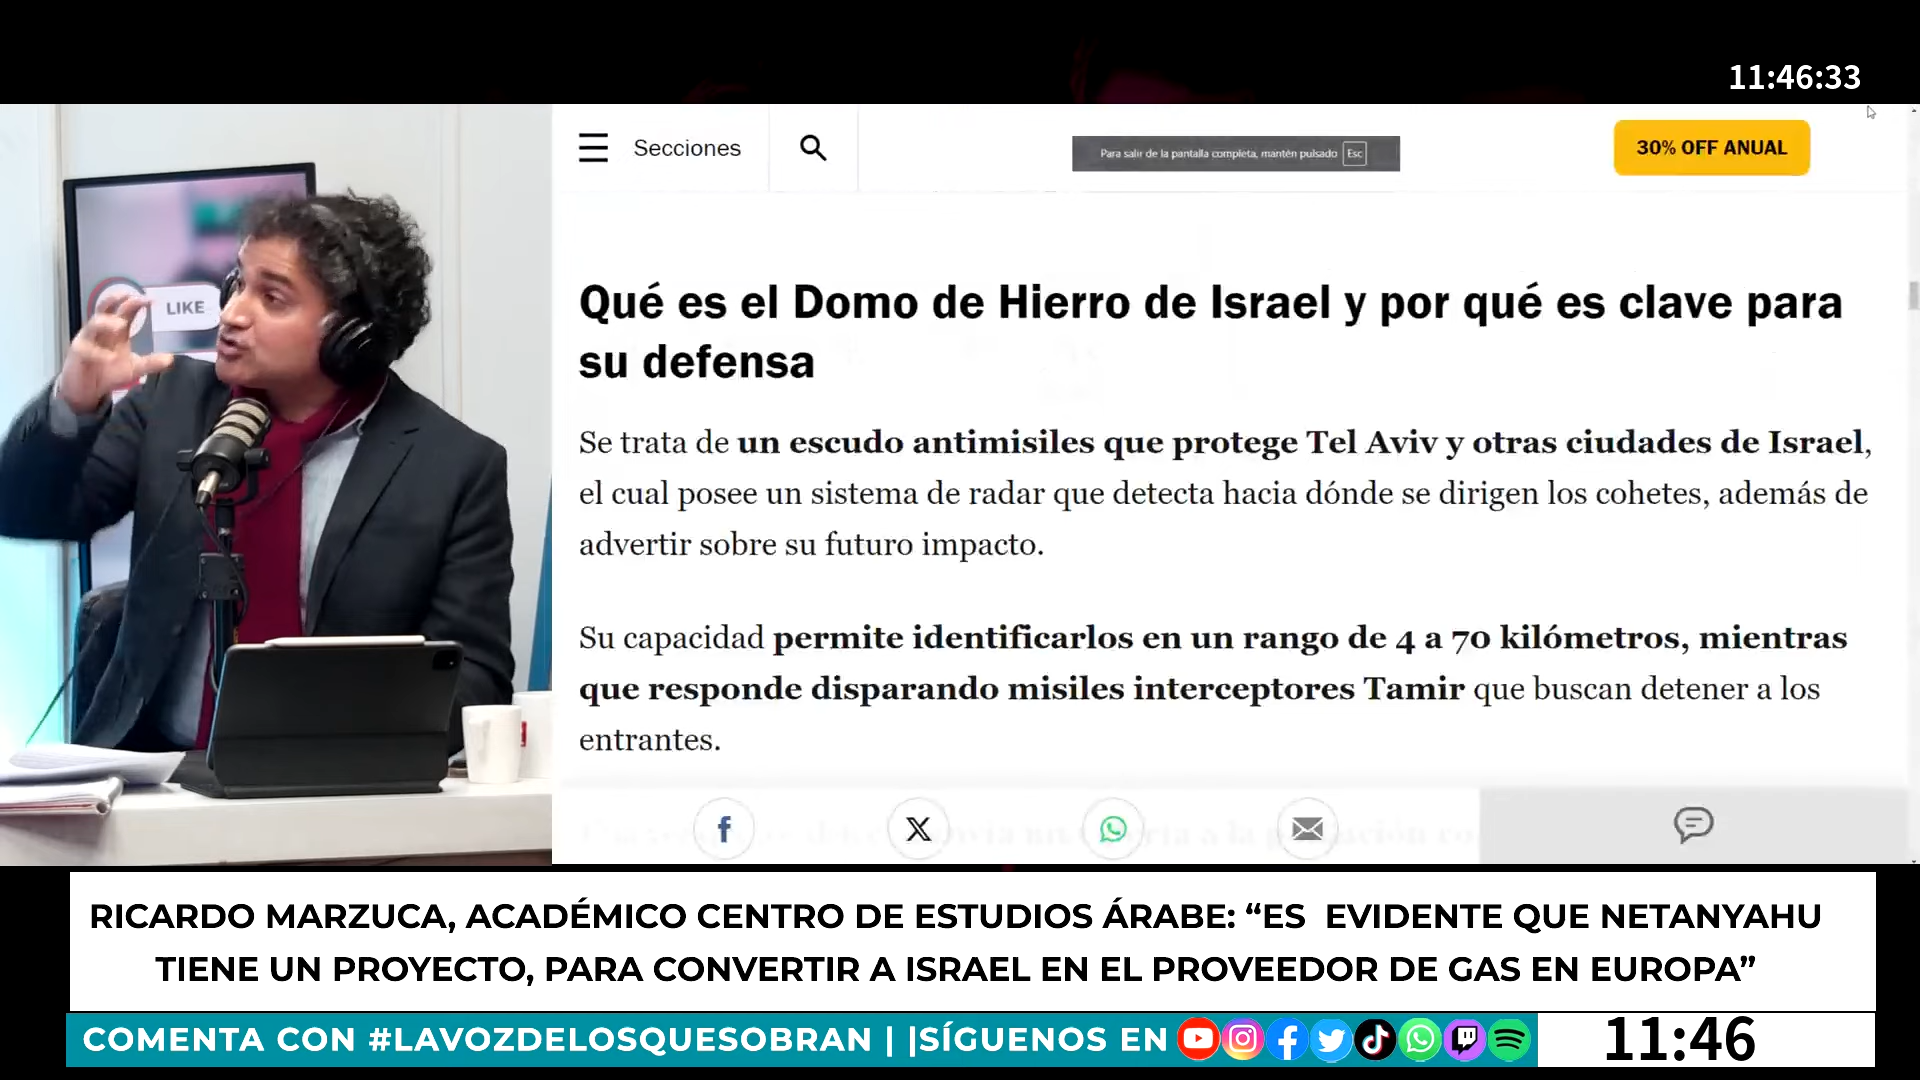 11:46:33
Secciones
Para salir de la pantalla completa, mantén pulsado Esc
30% OFF ANUAL
LIKE
Qué es el Domo de Hierro de Israel y por qué es clave para
su defensa
Se trata de un escudo antimisiles que protege Tel Aviv y otras ciudades de Israel,
el cual posee un sistema de radar que detecta hacia dónde se dirigen los cohetes, además de
advertir sobre su futuro impacto.
Su capacidad permite identificarlos en un rango de 4 a 70 kilómetros, mientras
que responde disparando misiles interceptores Tamir que buscan detener a los
entrantes.
RICARDO MARZUCA, ACADÉMICO CENTRO DE ESTUDIOS ÁRABE: “ES EVIDENTE QUE NETANYAHU
TIENE UN PROYECTO, PARA CONVERTIR A ISRAEL EN EL PROVEEDOR DE GAS EN EUROPA”
COMENTA CON #LAVOZDELOSQUESOBRAN | |SÍGUENOS EN
11:46